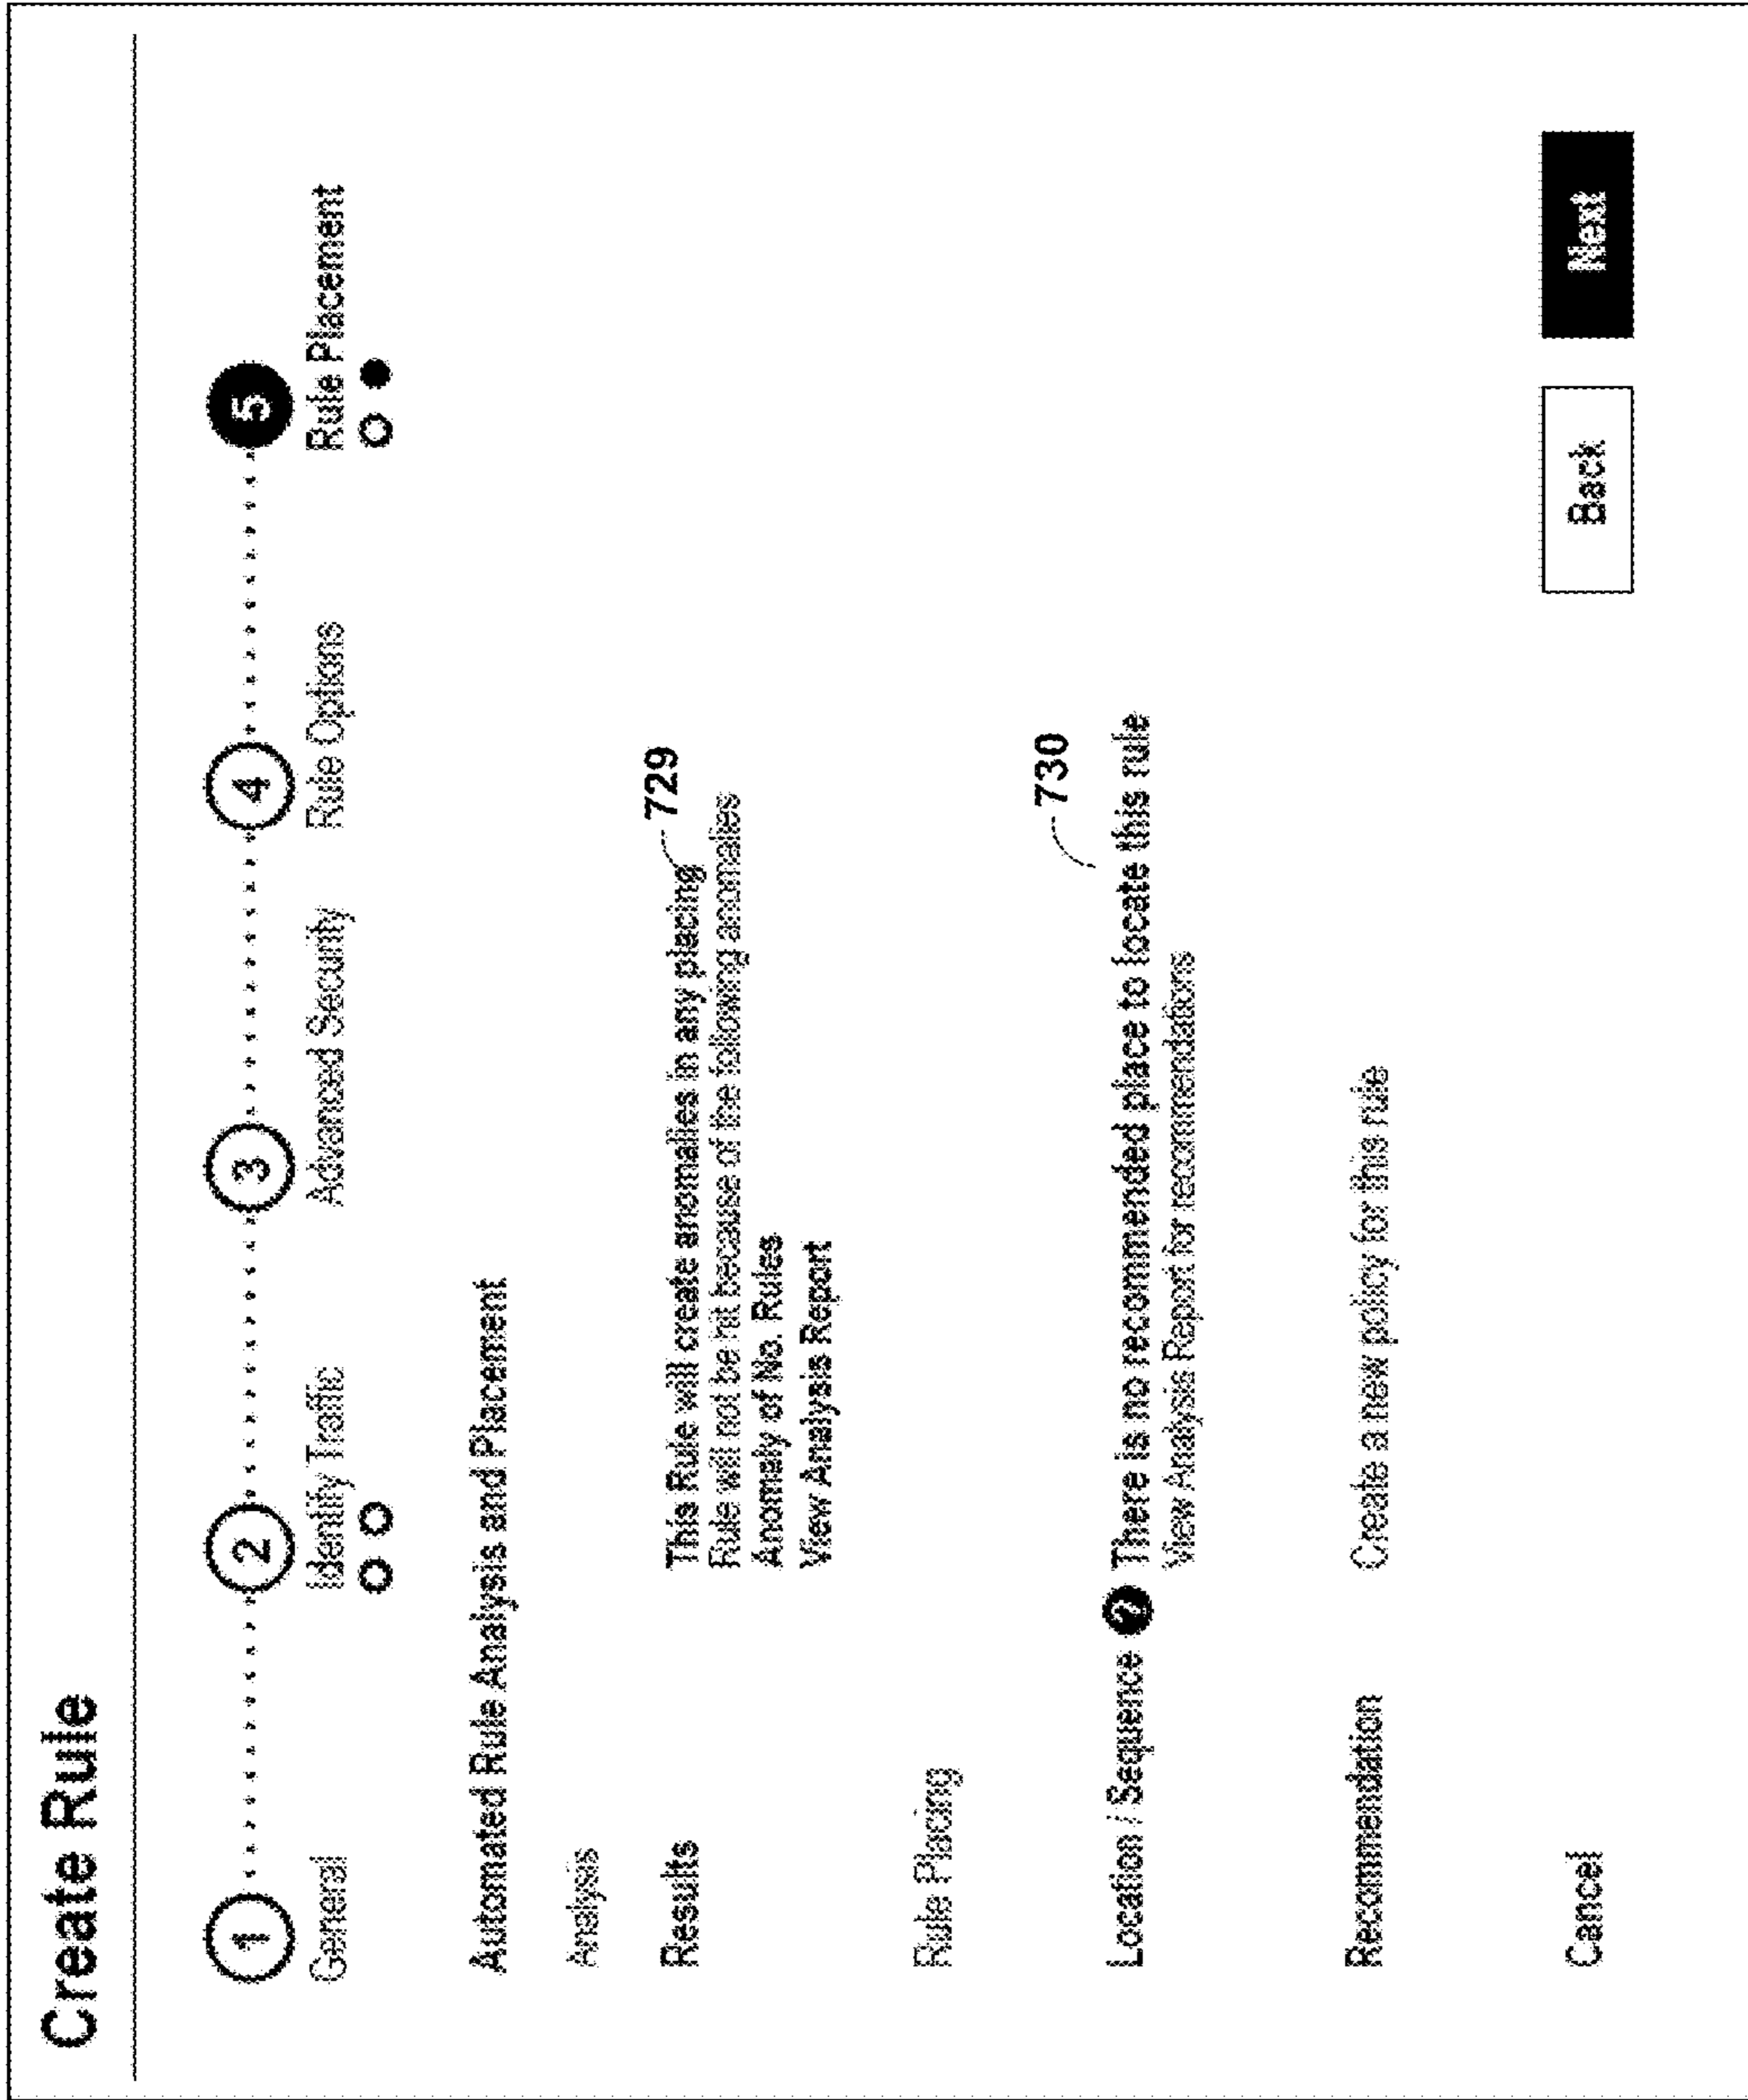 Create Rule
1 2 3 4 5
General Identify Traffic Advanced Security Rule Options Rule Placement
Automated Rule Analysis and Placement
Analysis
729
Results This Rule will create anomalies in any placing
Rule will not be hit because of the following anomalies
Anomaly of No. Rules
View Analysis Report
Rule Placing
730
Location / Sequence ? There is no recommended place to locate this rule
View Analysis Report for recommendations
Recommendation Create a new policy for this rule
Cancel Back Next